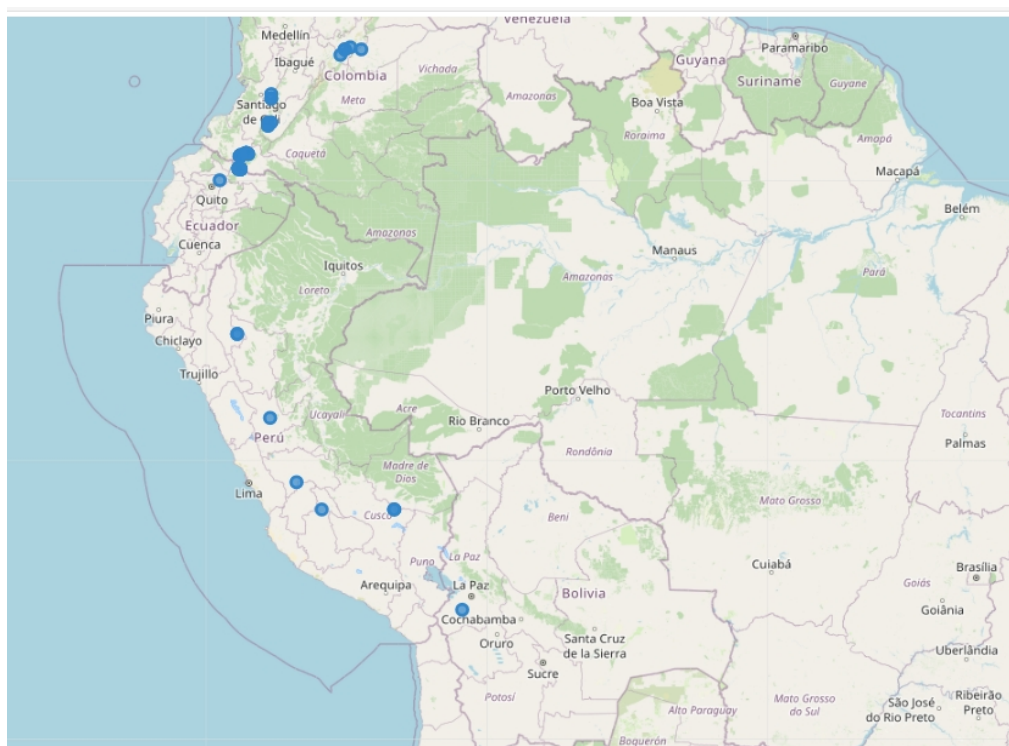 Venezuela
Medellín
Paramaribo
Guyana
Ibagué
Colombia
Vichada
Suriname
Guyane
Meta
Amazonas
Boa Vista
Santiago
Roraima
Amapá
Caquetá
Macapá
Quito
Belém
Ecuador
Amazonas
Cuenca
Manaus
Iquitos
Amazonas
Pará
Loreto
Piura
Chiclayo
Trujillo
Porto Velho
Ucayali
Acre
Rio Branco
Tocantins
Perú
Palmas
Rondônia
Madre de
Dios
Lima
Mato Grosso
Cusco
Beni
Puno
La Paz
Cuiabá
Brasília
Arequipa
La Paz
Bolivia
Goiás
Goiânia
Cochabamba
Santa Cruz
de la Sierra
Oruro
Uberlândia
Sucre
Potosí
Mato Grosso
do Sul
Ribeirão
Preto
São José
do Rio Preto
Alto Paraguay
Boquerón